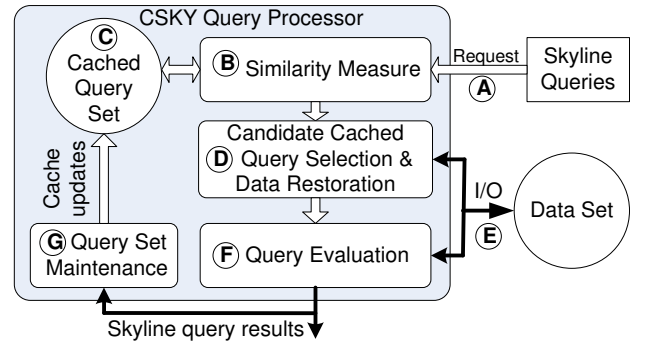 CSKY Query Processor
C
Cached
Query
Set
B Similarity Measure
Request
A
Skyline
Queries
Candidate Cached
D Query Selection &
Data Restoration
Cache
updates
I/O
E
Data Set
G Query Set
Maintenance
F Query Evaluation
Skyline query results